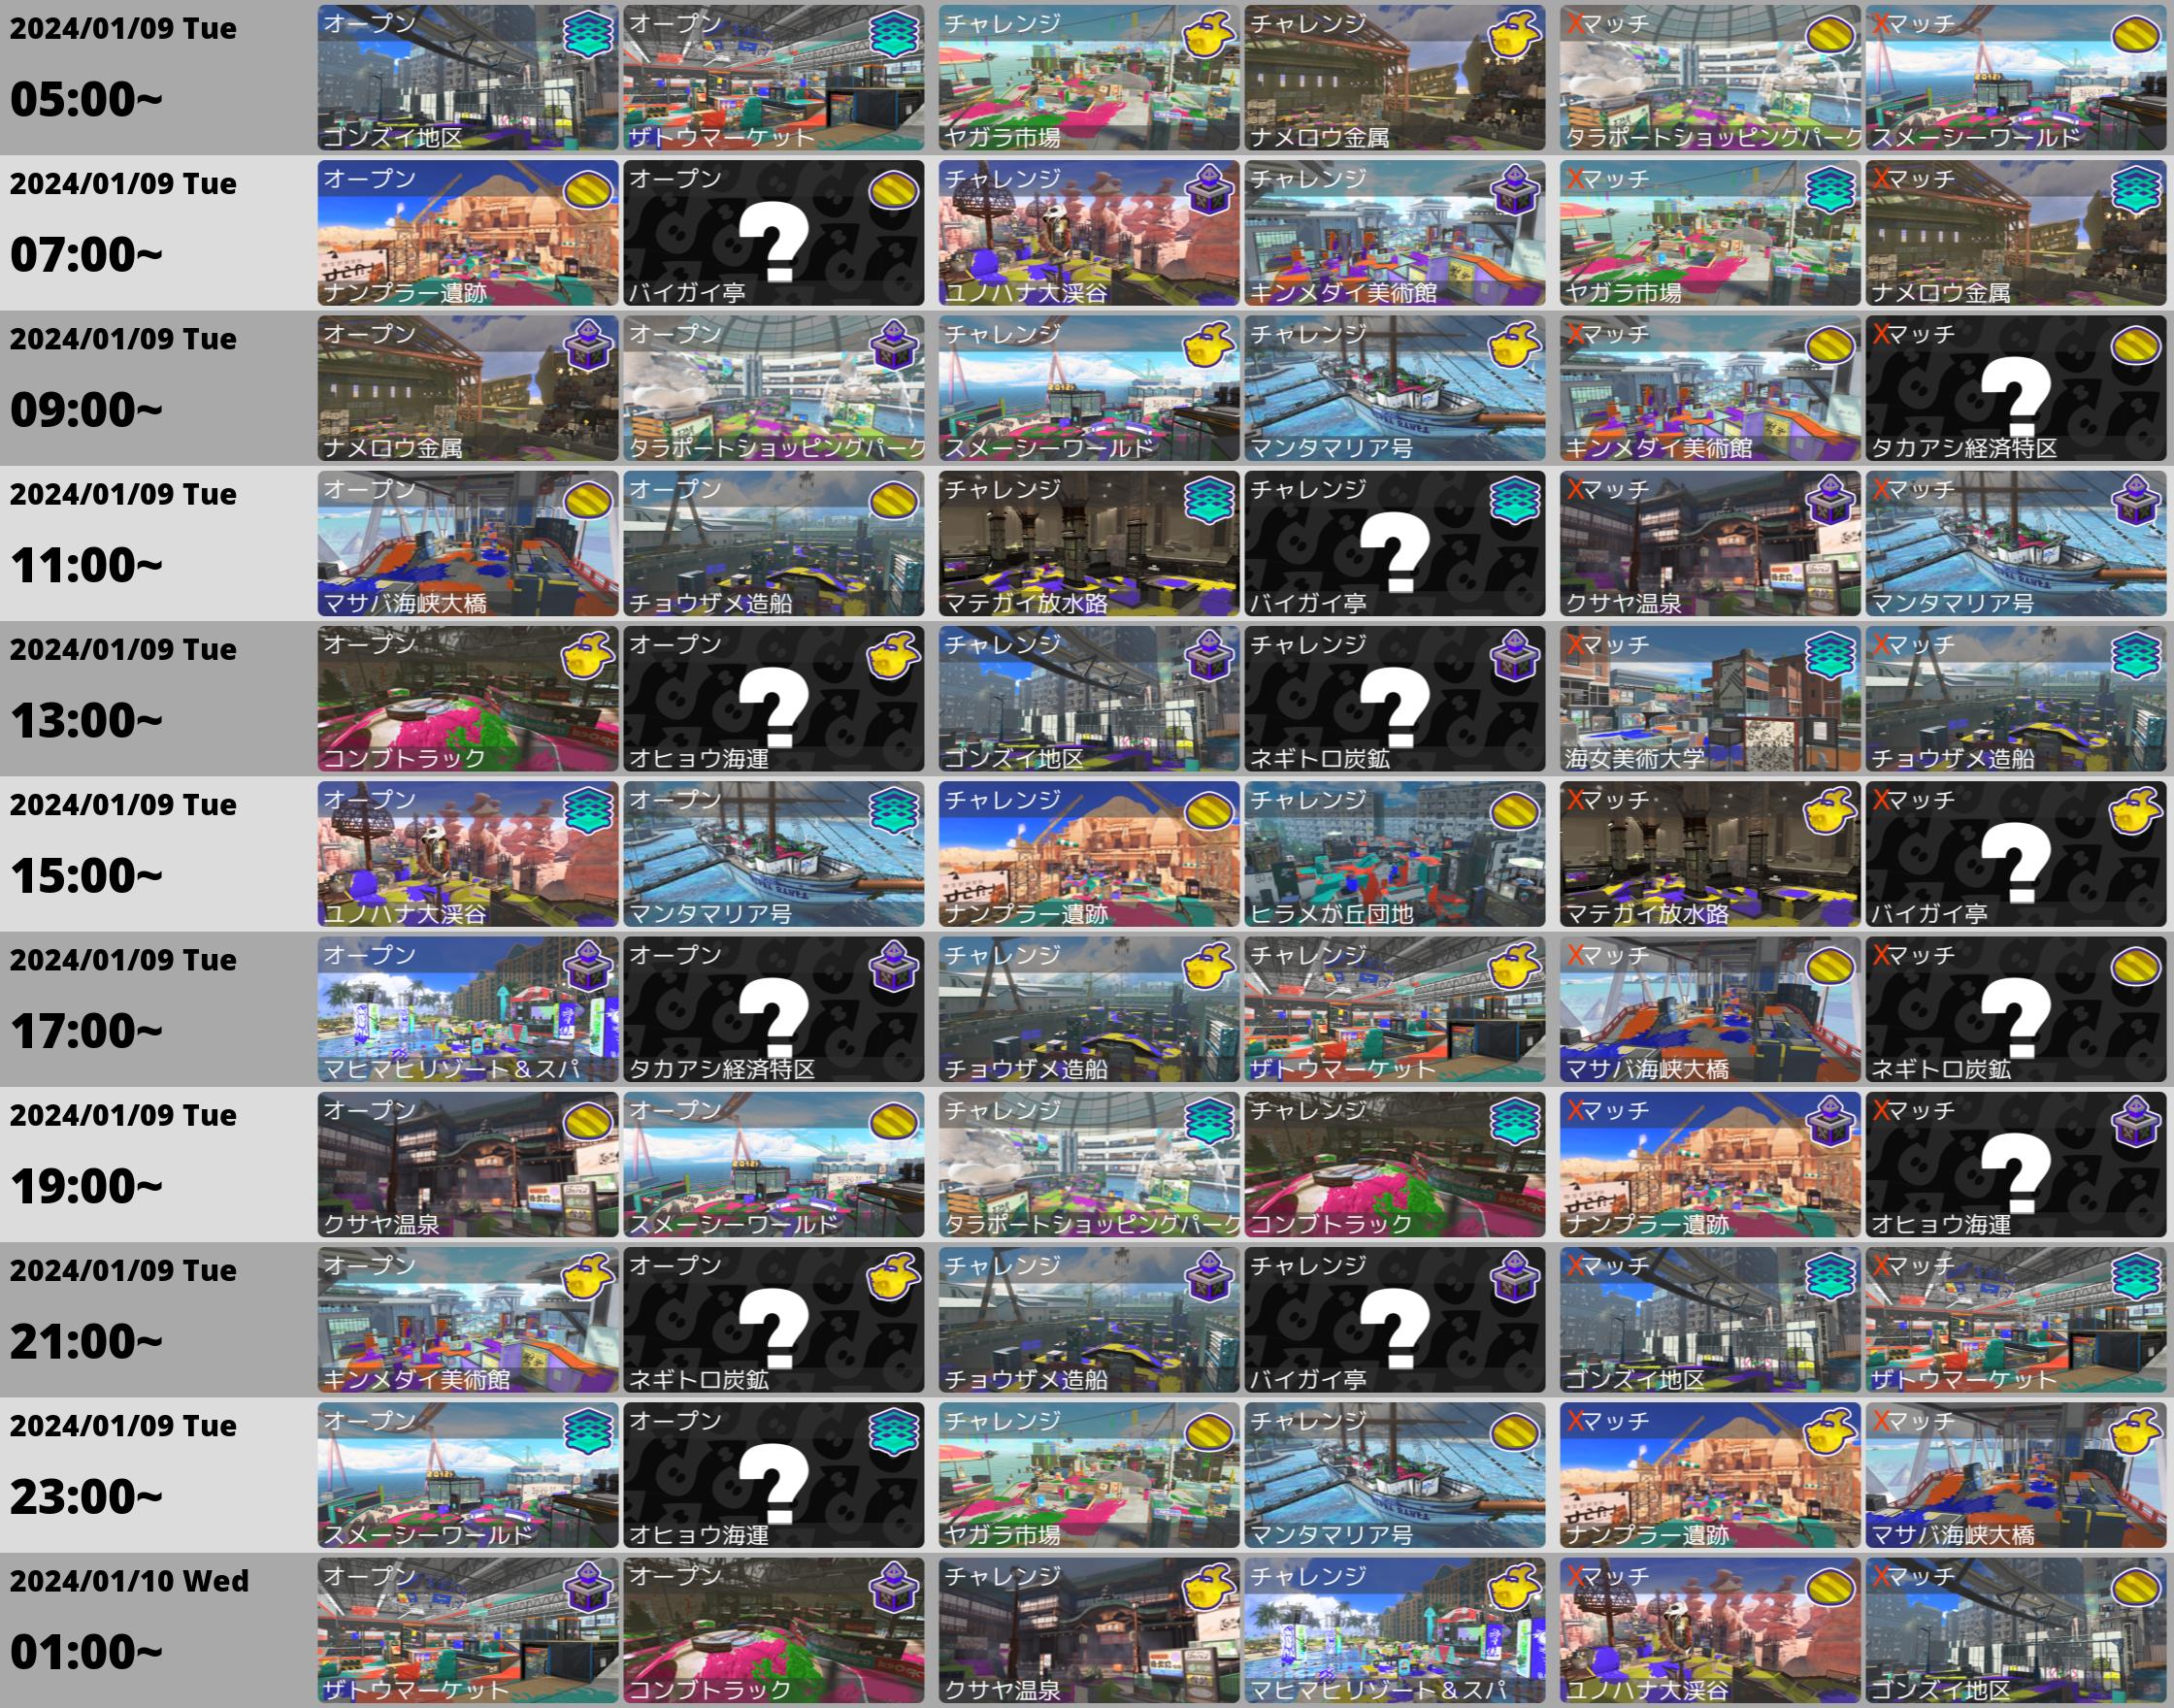 2024/01/09 Tue
05:00~
オープン オープン チャレンジ チャレンジ Xマッチ Xマッチ
ゴンズイ地区 ザトウマーケット ヤガラ市場 ナメロウ金属 タラポートショッピングパーク スメーシーワールド
2024/01/09 Tue
07:00~
オープン オープン チャレンジ チャレンジ Xマッチ Xマッチ
ナンプラー遺跡 バイガイ亭 ユノハナ大渓谷 キンメダイ美術館 ヤガラ市場 ナメロウ金属
2024/01/09 Tue
09:00~
オープン オープン チャレンジ チャレンジ Xマッチ Xマッチ
ナメロウ金属 タラポートショッピングパーク スメーシーワールド マンタマリア号 キンメダイ美術館 タカアシ経済特区
2024/01/09 Tue
11:00~
オープン オープン チャレンジ チャレンジ Xマッチ Xマッチ
マサバ海峡大橋 チョウザメ造船 マテガイ放水路 バイガイ亭 クサヤ温泉 マンタマリア号
2024/01/09 Tue
13:00~
オープン オープン チャレンジ チャレンジ Xマッチ Xマッチ
コンブトラック オヒョウ海運 ゴンズイ地区 ネギトロ炭鉱 海女美術大学 チョウザメ造船
2024/01/09 Tue
15:00~
オープン オープン チャレンジ チャレンジ Xマッチ Xマッチ
ユノハナ大渓谷 マンタマリア号 ナンプラー遺跡 ヒラメが丘団地 マテガイ放水路 バイガイ亭
2024/01/09 Tue
17:00~
オープン オープン チャレンジ チャレンジ Xマッチ Xマッチ
マヒマヒリゾート＆スパ タカアシ経済特区 チョウザメ造船 ザトウマーケット マサバ海峡大橋 ネギトロ炭鉱
2024/01/09 Tue
19:00~
オープン オープン チャレンジ チャレンジ Xマッチ Xマッチ
クサヤ温泉 スメーシーワールド タラポートショッピングパーク コンブトラック ナンプラー遺跡 オヒョウ海運
2024/01/09 Tue
21:00~
オープン オープン チャレンジ チャレンジ Xマッチ Xマッチ
キンメダイ美術館 ネギトロ炭鉱 チョウザメ造船 バイガイ亭 ゴンズイ地区 ザトウマーケット
2024/01/09 Tue
23:00~
オープン オープン チャレンジ チャレンジ Xマッチ Xマッチ
スメーシーワールド オヒョウ海運 ヤガラ市場 マンタマリア号 ナンプラー遺跡 マサバ海峡大橋
2024/01/10 Wed
01:00~
オープン オープン チャレンジ チャレンジ Xマッチ Xマッチ
ザトウマーケット コンブトラック クサヤ温泉 マヒマヒリゾート＆スパ ユノハナ大渓谷 ゴンズイ地区